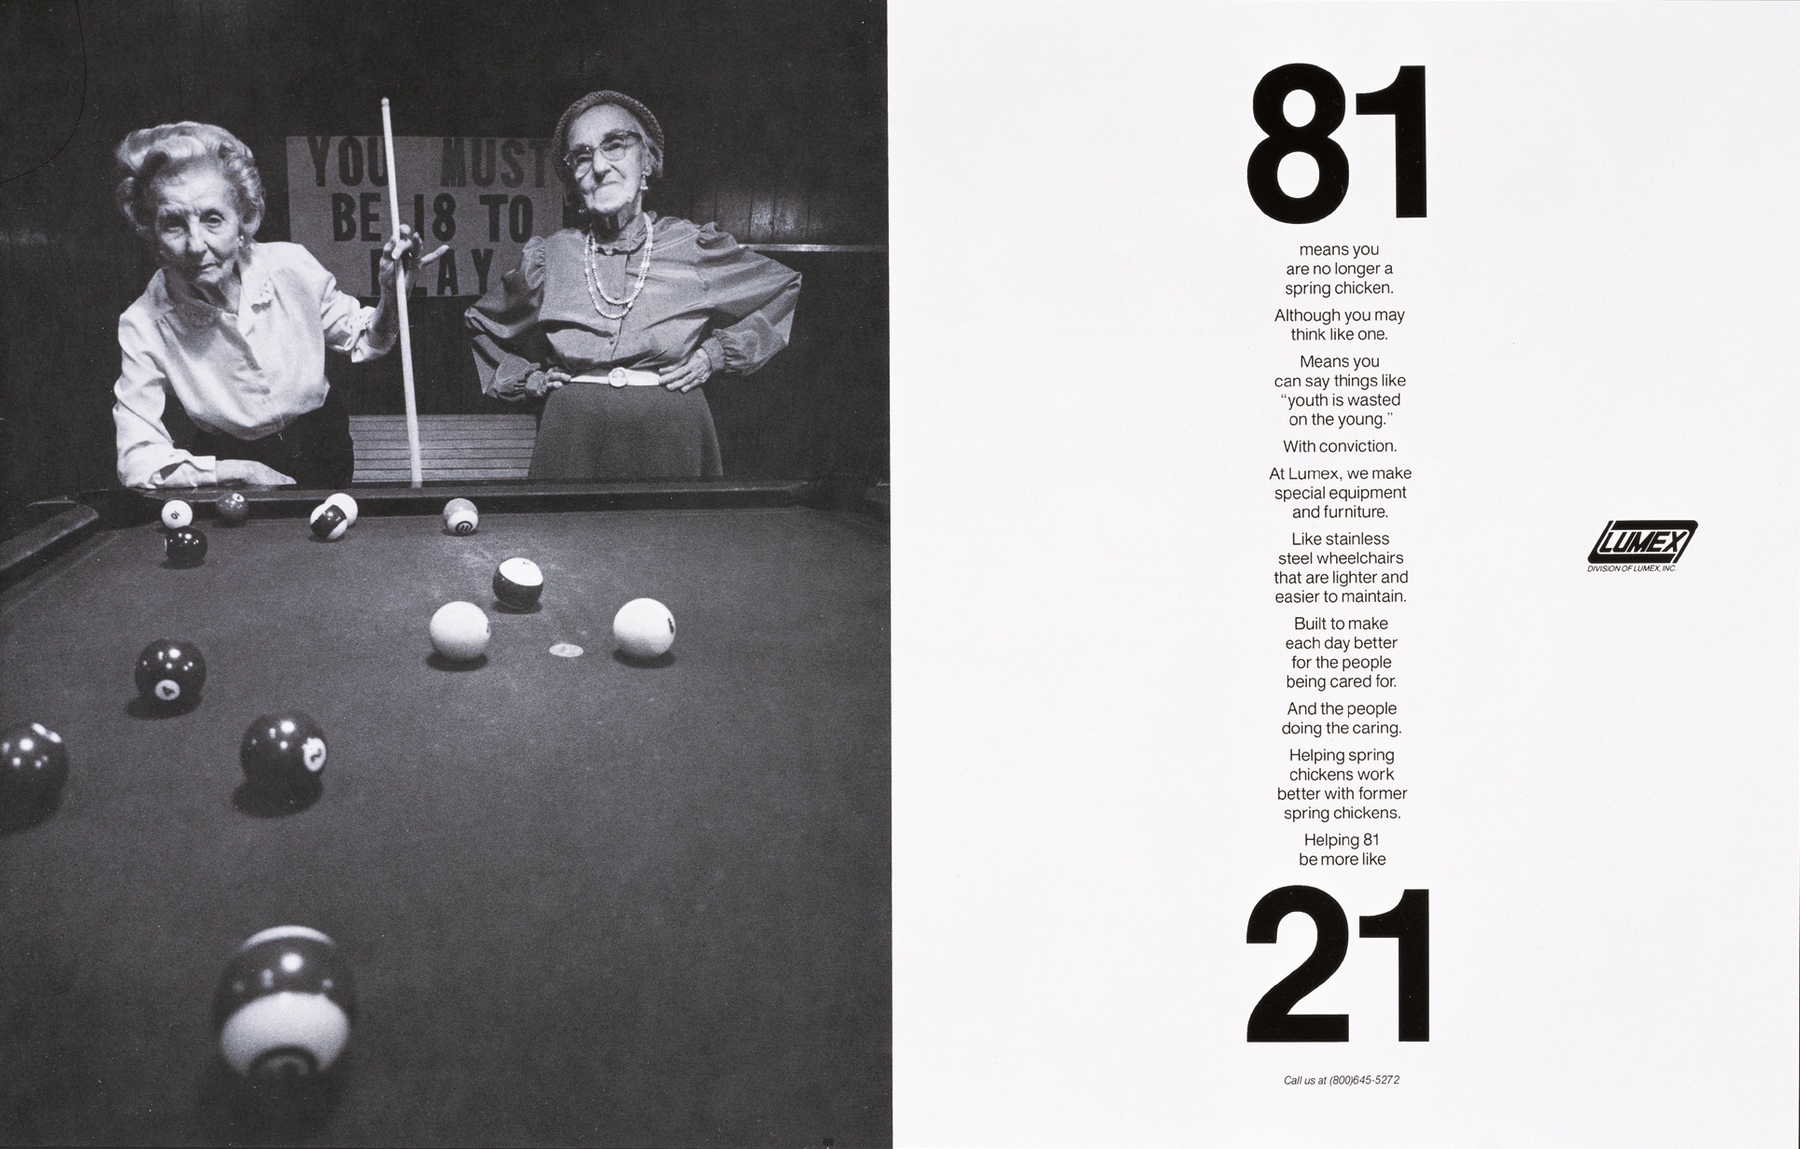 YOU MUST
BE 18 TO
PLAY
81
means you
are no longer a
spring chicken.
Although you may
think like one.
Means you
can say things like
“youth is wasted
on the young.”
With conviction.
At Lumex, we make
special equipment
and furniture.
Like stainless
steel wheelchairs
that are lighter and
easier to maintain.
Built to make
each day better
for the people
being cared for.
And the people
doing the caring.
Helping spring
chickens work
better with former
spring chickens.
Helping 81
be more like
21
Call us at (800)645-5272
LUMEX
DIVISION OF LUMEX, INC.